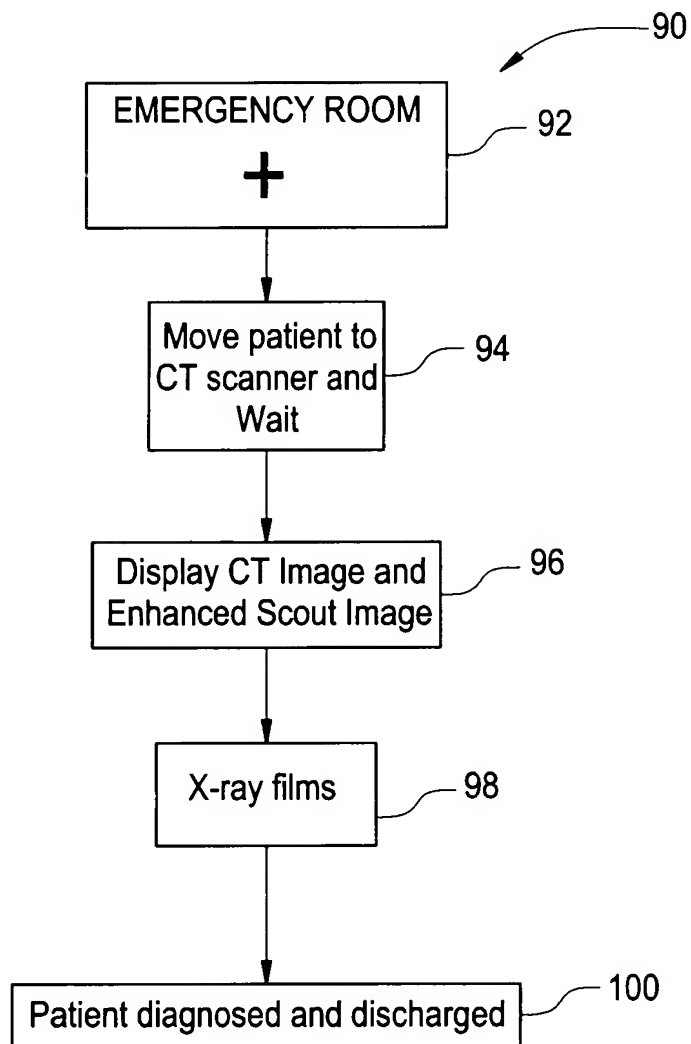 90
EMERGENCY ROOM
92
Move patient to
CT scanner and
Wait
94
Display CT Image and
Enhanced Scout Image
96
X-ray films
98
Patient diagnosed and discharged
100